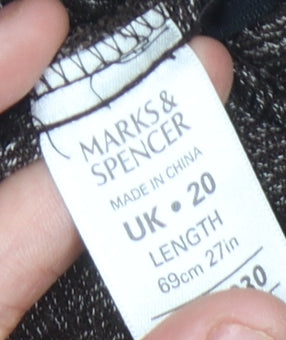 MARKS &
SPENCER
MADE IN CHINA
UK • 20
LENGTH
69cm 27in